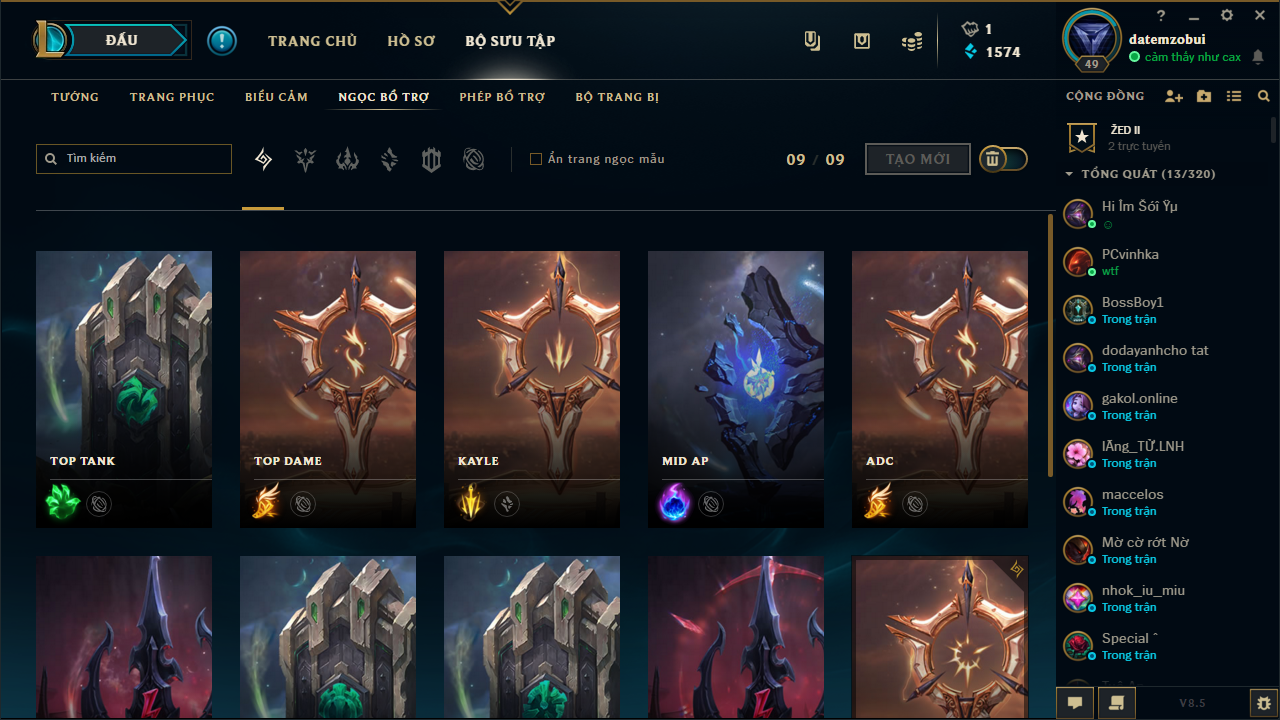 ĐẤU
TRANG CHỦ
HỒ SƠ
BỘ SƯU TẬP
1
1574
49
datemzobui
cảm thấy như cax
TƯỚNG
TRANG PHỤC
BIỂU CẢM
NGỌC BỔ TRỢ
PHÉP BỔ TRỢ
BỘ TRANG BỊ
Tìm kiếm
Ẩn trang ngọc mẫu
09 / 09
TẠO MỚI
TOP TANK
TOP DAME
KAYLE
MID AP
ADC
CỘNG ĐỒNG
ŽED II
2 trực tuyến
TỔNG QUÁT (13/320)
Hi Ỉm Šóî Ÿµ
☺
PCvinhka
wtf
BossBoy1
Trong trận
dodayanhcho tat
Trong trận
gakol.online
Trong trận
lÃng_TỬ.LNH
Trong trận
maccelos
Trong trận
Mờ cờ rớt Nờ
Trong trận
nhok_iu_miu
Trong trận
Special ˆ
Trong trận
V8.5